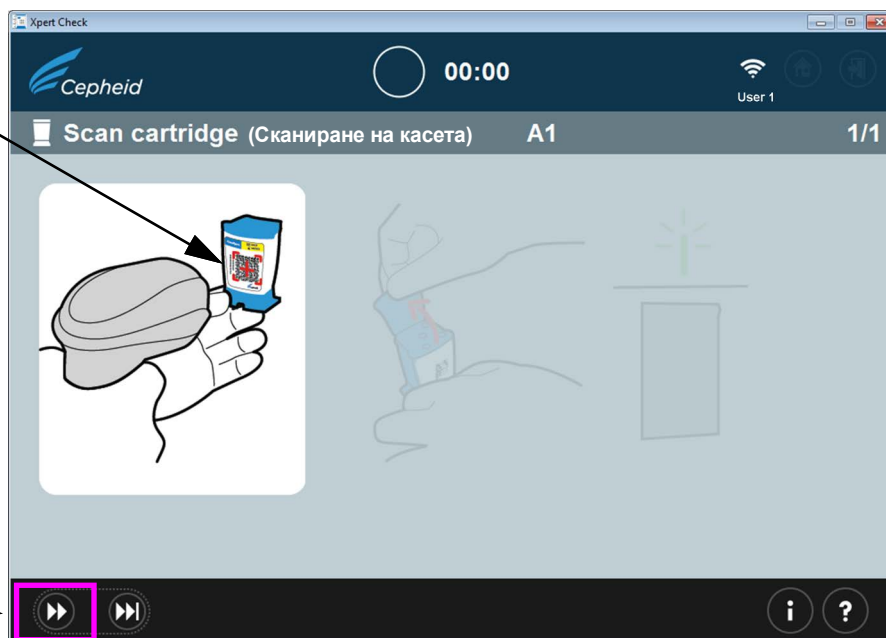 Xpert Check
Cepheid
00:00
User 1
Scan cartridge (Сканиране на касета) A1 1/1
i ?